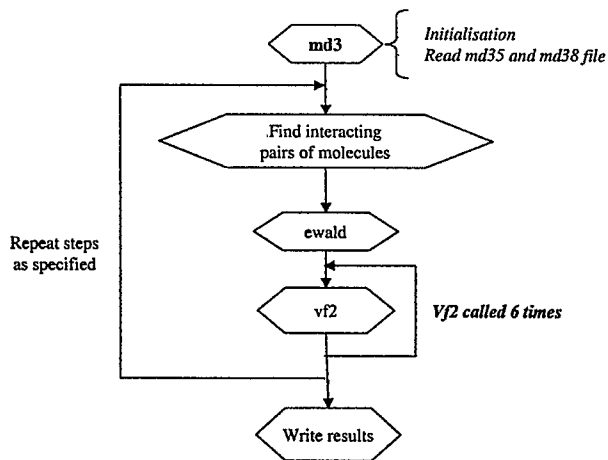 md3
Initialisation
Read md35 and md38 file
.Find interacting
pairs of molecules
ewald
Repeat steps
as specified
vf2
Vf2 called 6 times
Write results